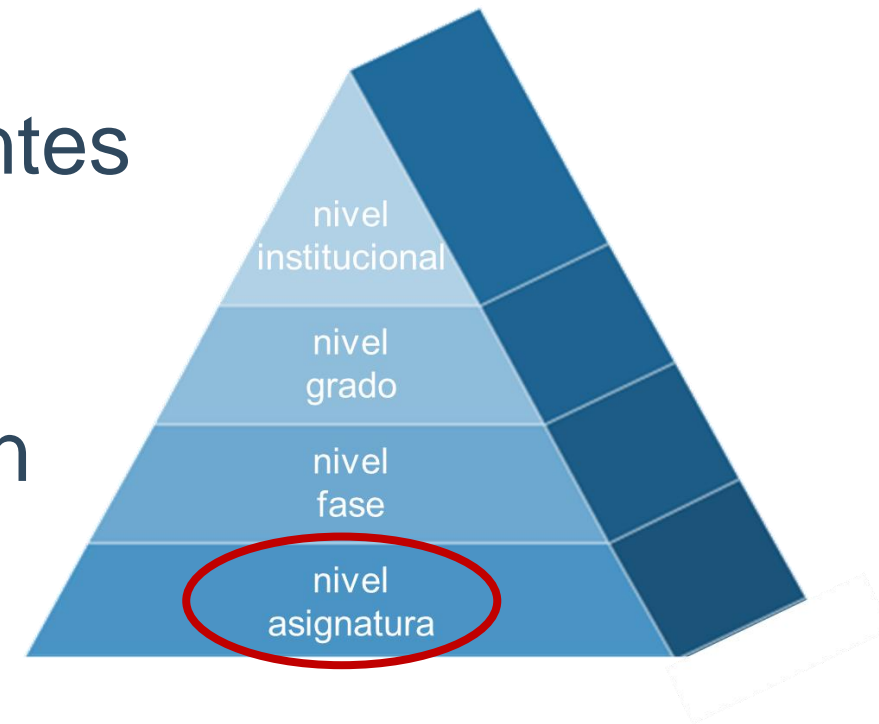 ntes
nivel
institucional
nivel
grado
n
nivel
fase
nivel
asignatura